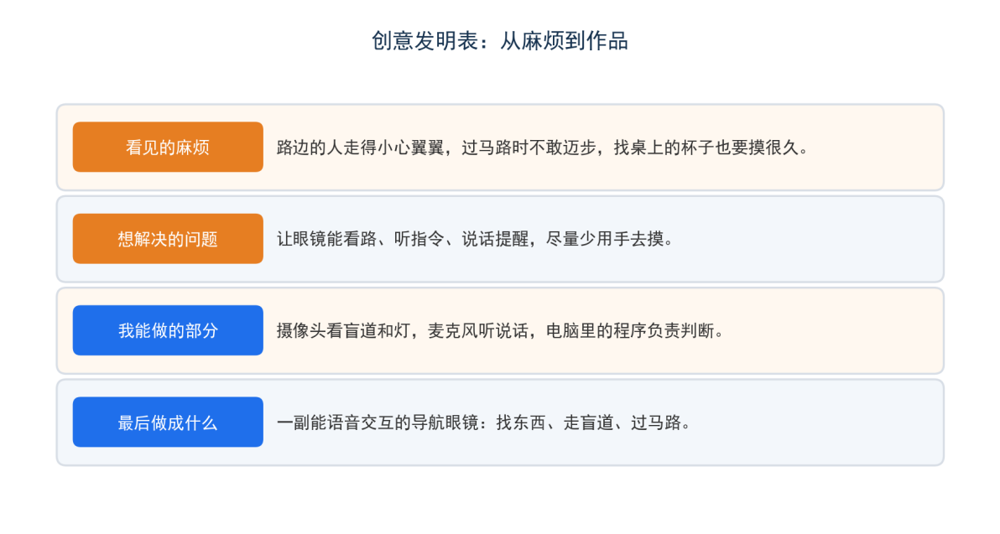 创意发明表：从麻烦到作品
看见的麻烦
路边的人走得小心翼翼，过马路时不敢迈步，找桌上的杯子也要摸很久。
想解决的问题
让眼镜能看路、听指令、说话提醒，尽量少用手去摸。
我能做的部分
摄像头看盲道和灯，麦克风听说话，电脑里的程序负责判断。
最后做成什么
一副能语音交互的导航眼镜：找东西、走盲道、过马路。